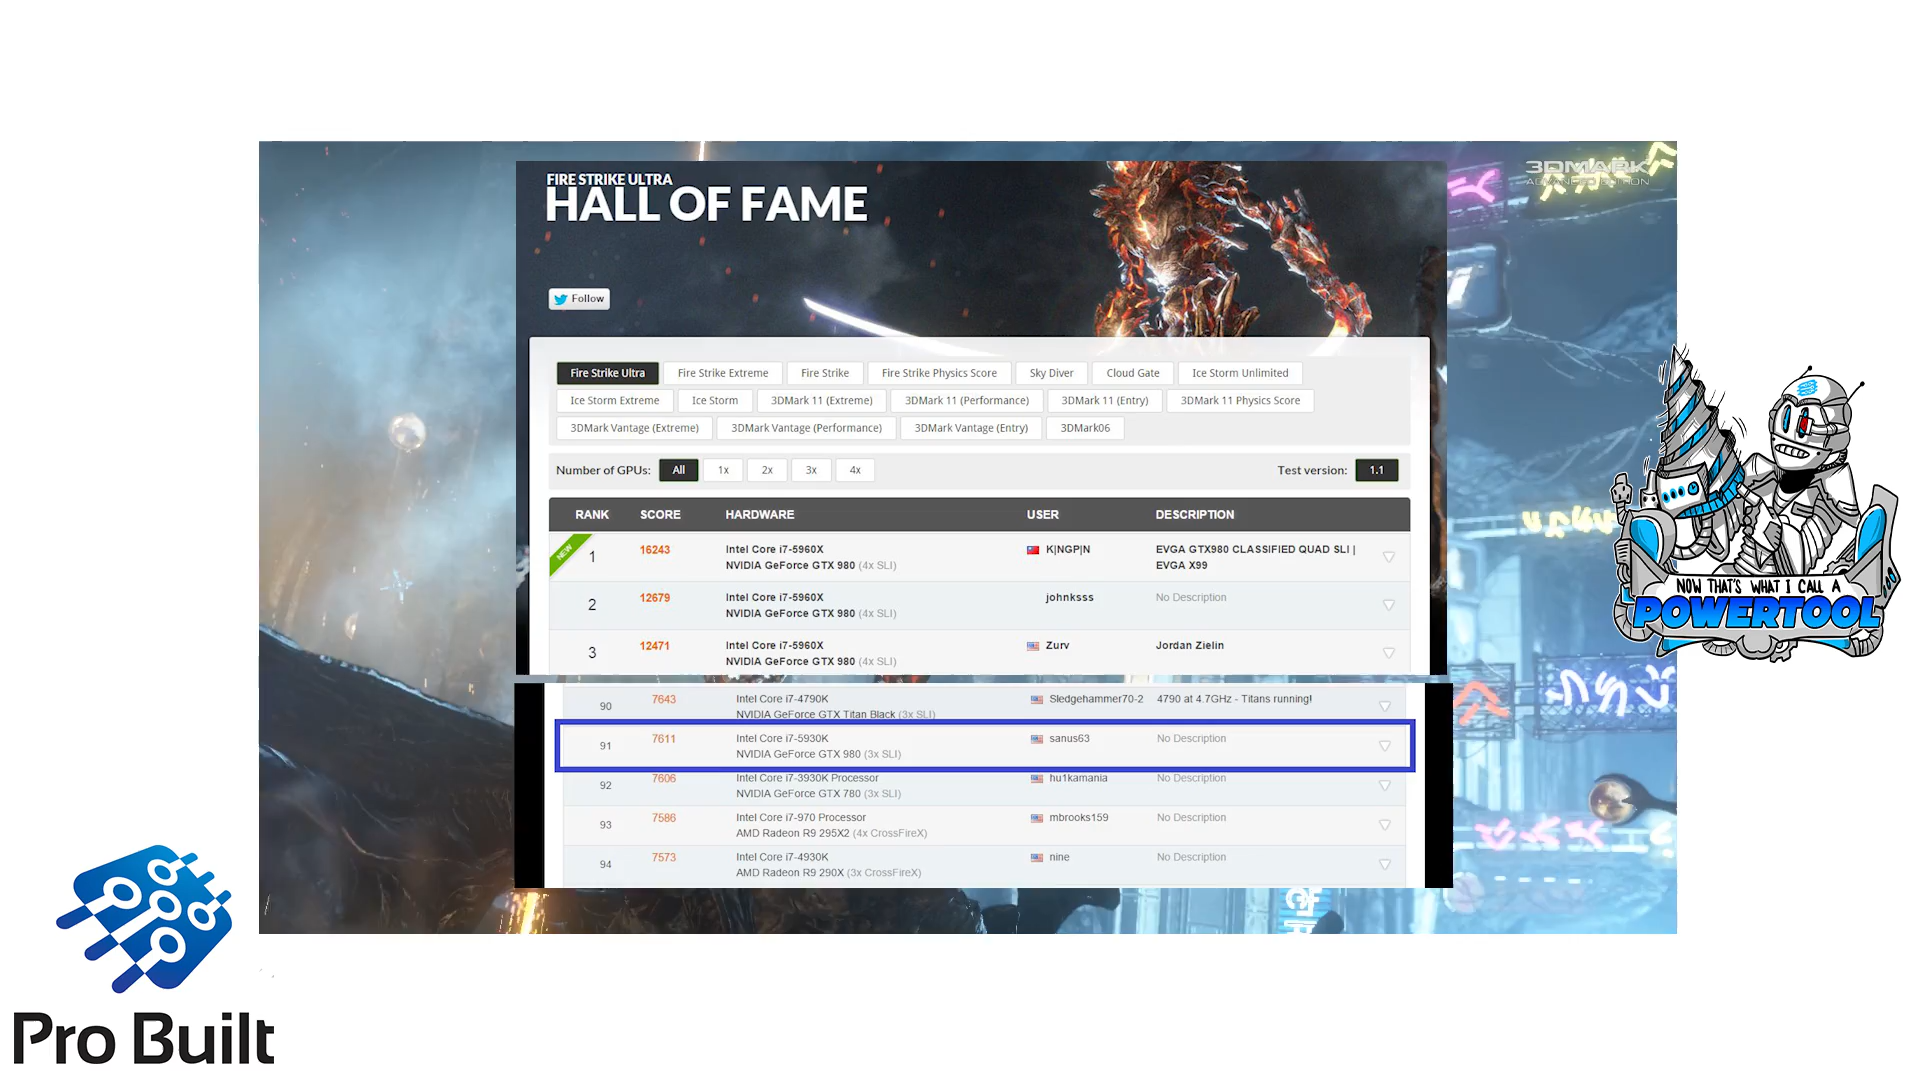 3DMARK
ADVANCED EDITION
FIRE STRIKE ULTRA
HALL OF FAME
Follow
Fire Strike Ultra
Fire Strike Extreme
Fire Strike
Fire Strike Physics Score
Sky Diver
Cloud Gate
Ice Storm Unlimited
Ice Storm Extreme
Ice Storm
3DMark 11 (Extreme)
3DMark 11 (Performance)
3DMark 11 (Entry)
3DMark 11 Physics Score
3DMark Vantage (Extreme)
3DMark Vantage (Performance)
3DMark Vantage (Entry)
3DMark06
Number of GPUs: All 1x 2x 3x 4x
Test version: 1.1
RANK SCORE HARDWARE USER DESCRIPTION
NEW
1 16243 Intel Core i7-5960X K|NGP|N EVGA GTX980 CLASSIFIED QUAD SLI |
NVIDIA GeForce GTX 980 (4x SLI) EVGA X99
2 12679 Intel Core i7-5960X johnksss No Description
NVIDIA GeForce GTX 980 (4x SLI)
3 12471 Intel Core i7-5960X Zurv Jordan Zielin
NVIDIA GeForce GTX 980 (4x SLI)
90 7643 Intel Core i7-4790K Sledgehammer70-2 4790 at 4.7GHz - Titans running!
NVIDIA GeForce GTX Titan Black (3x SLI)
91 7611 Intel Core i7-5930K sanus63 No Description
NVIDIA GeForce GTX 980 (3x SLI)
92 7606 Intel Core i7-3930K Processor hu1kamania No Description
NVIDIA GeForce GTX 780 (3x SLI)
93 7586 Intel Core i7-970 Processor mbrooks159 No Description
AMD Radeon R9 295X2 (4x CrossFireX)
94 7573 Intel Core i7-4930K nine No Description
AMD Radeon R9 290X (3x CrossFireX)
NOW THAT'S WHAT I CALL A
POWERTOOL
Pro Built